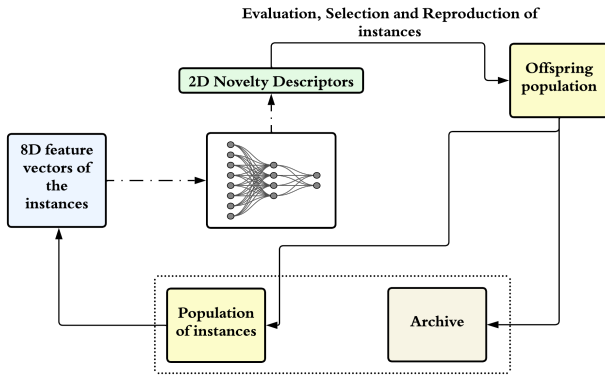 Evaluation, Selection and Reproduction of
instances
Offspring
population
2D Novelty Descriptors
8D feature
vectors of
the
instances
Population
of instances
Archive